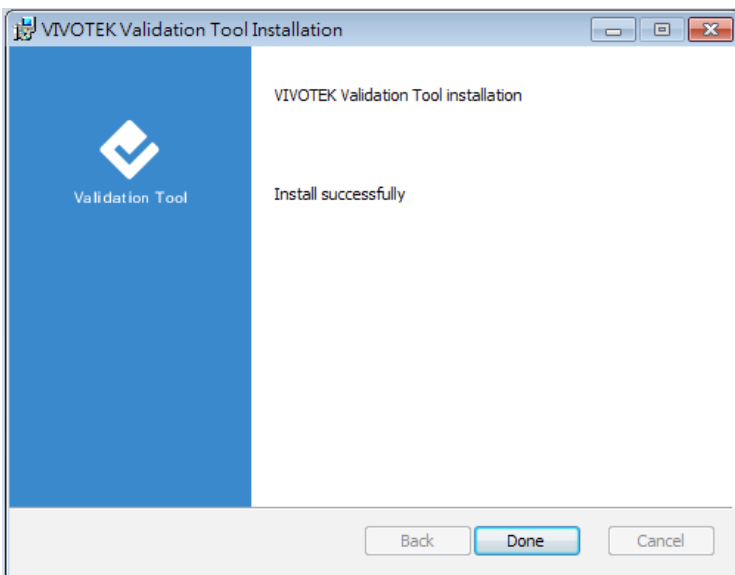 VIVOTEK Validation Tool Installation
VIVOTEK Validation Tool installation
Validation Tool
Install successfully
Back
Done
Cancel